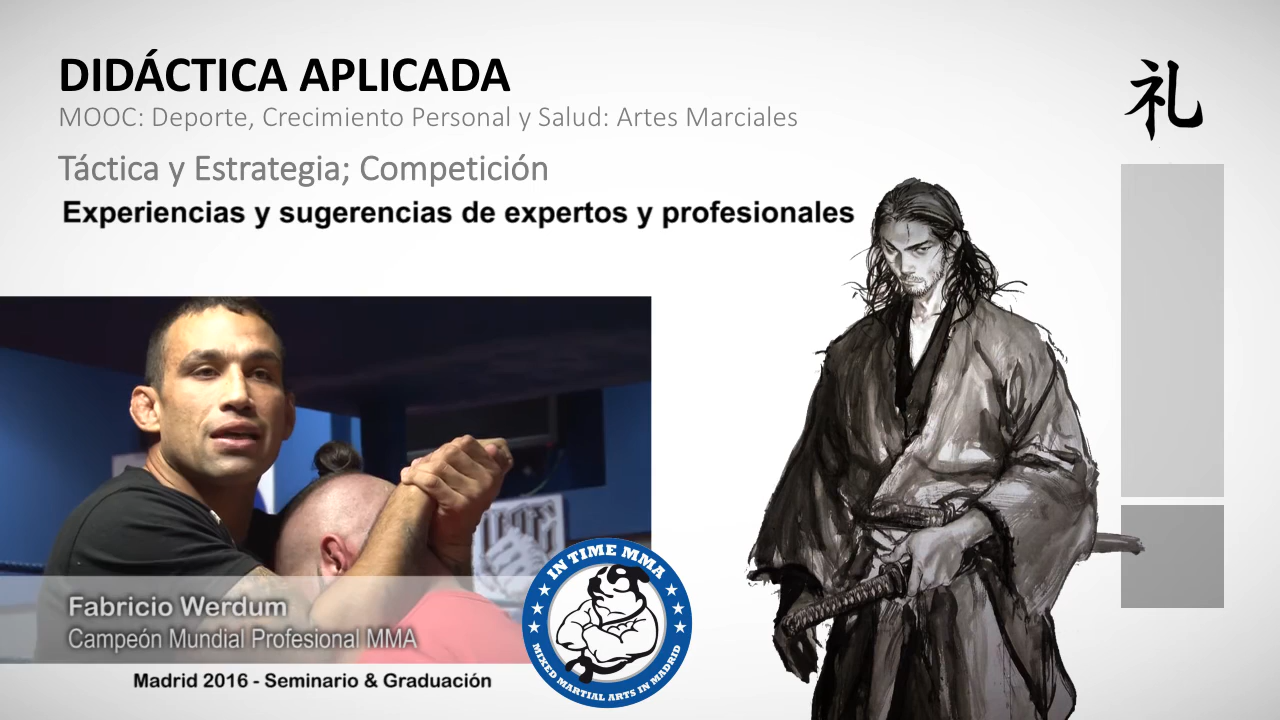 DIDÁCTICA APLICADA
礼
MOOC: Deporte, Crecimiento Personal y Salud: Artes Marciales
Táctica y Estrategia; Competición
Experiencias y sugerencias de expertos y profesionales
IN TIME MMA
MIXED MARTIAL ARTS IN MADRID
Fabricio Werdum
Campeón Mundial Profesional MMA
Madrid 2016 - Seminario & Graduación